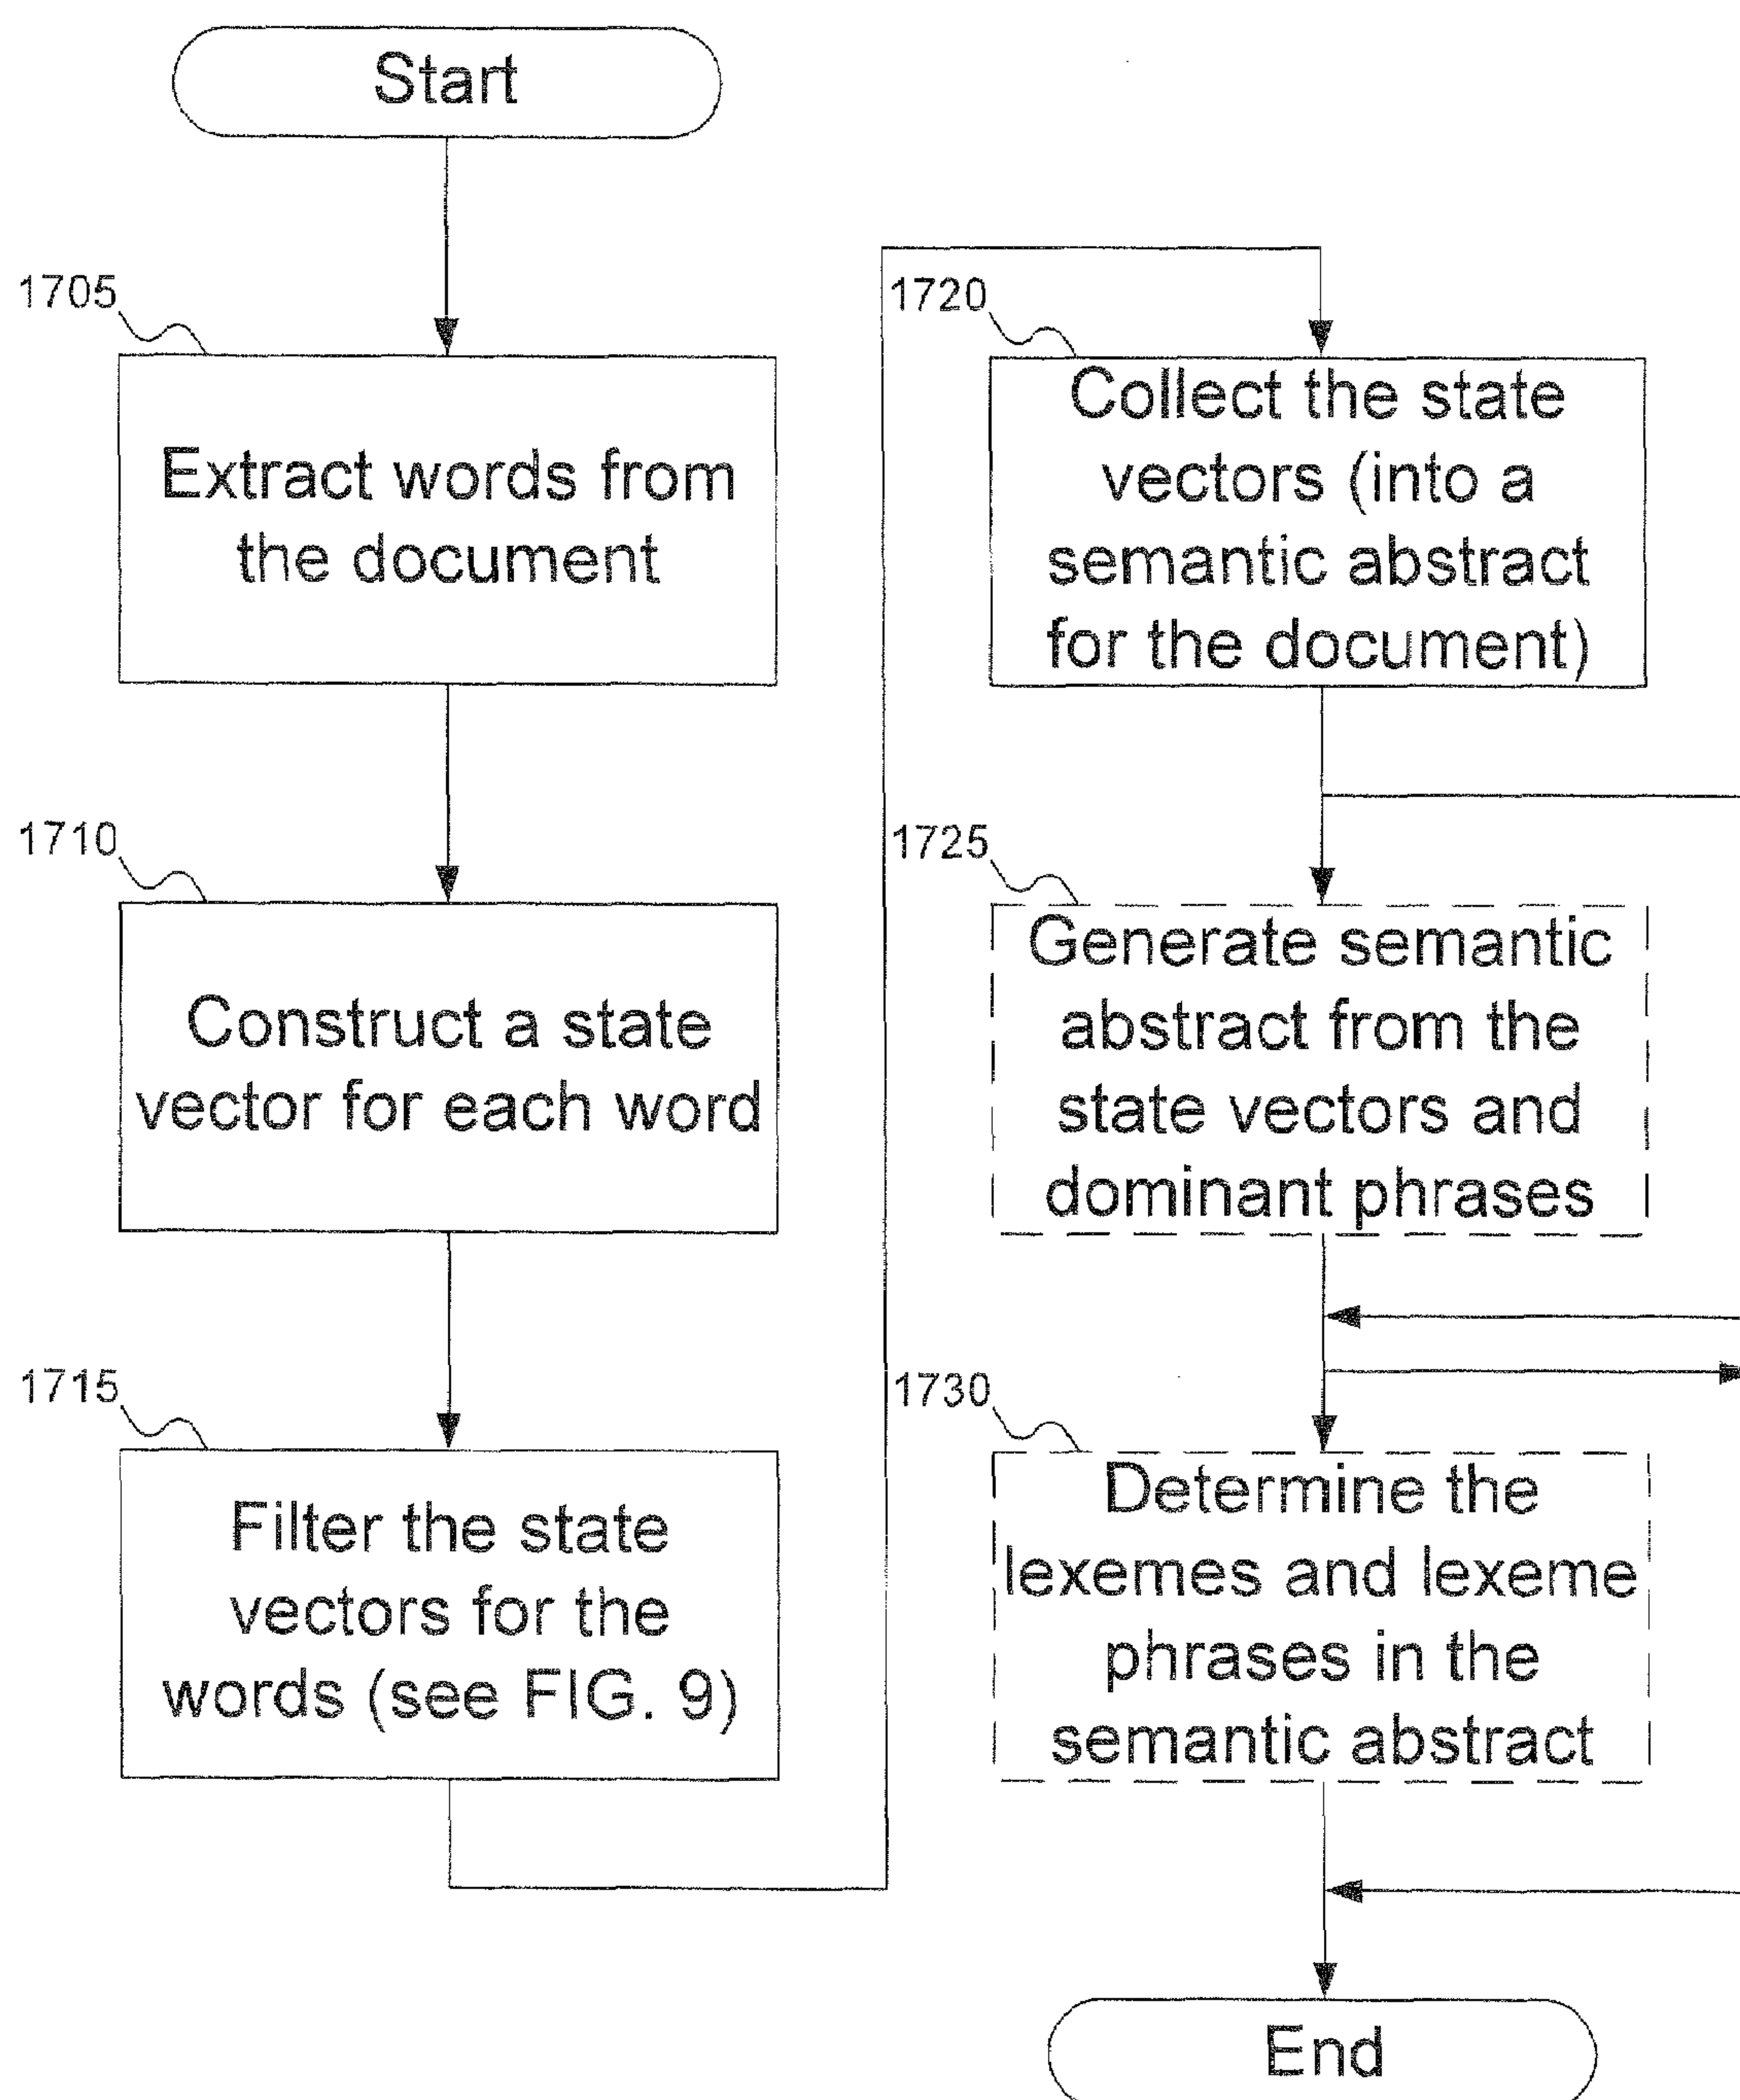 Start
1705
Extract words from
the document
1710
Construct a state
vector for each word
1715
Filter the state
vectors for the
words (see FIG. 9)
1720
Collect the state
vectors (into a
semantic abstract
for the document)
1725
Generate semantic
abstract from the
state vectors and
dominant phrases
1730
Determine the
lexemes and lexeme
phrases in the
semantic abstract
End